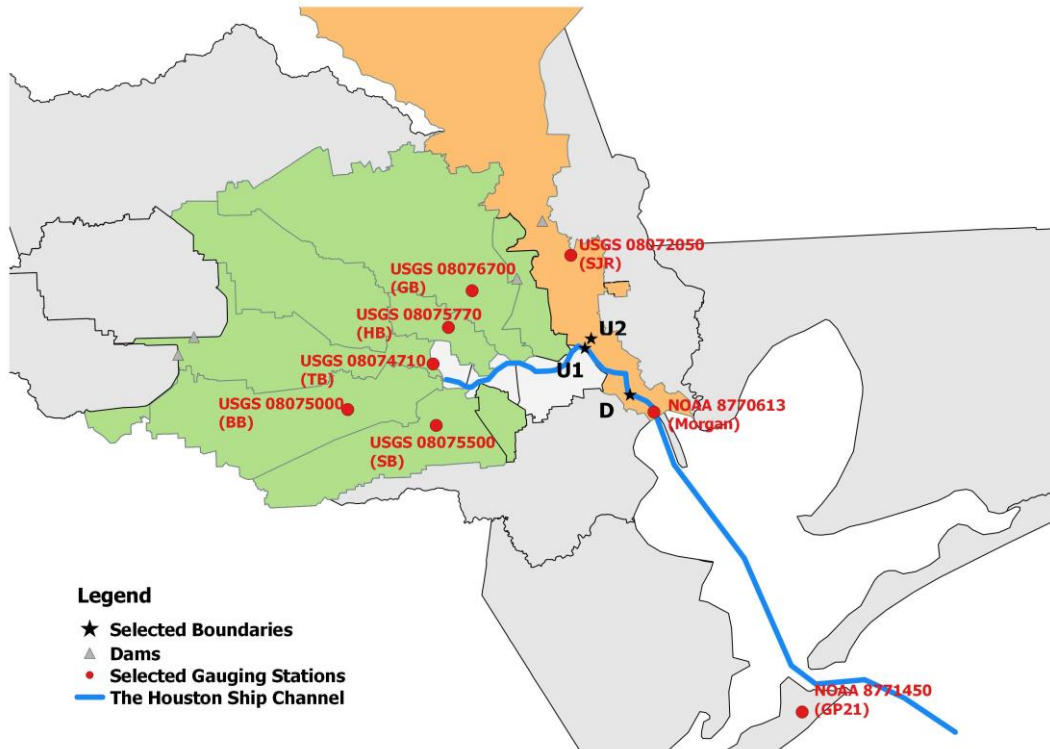 USGS 08072050
(SJR)
USGS 08076700
(GB)
USGS 08075770
(HB)
U2
USGS 08074710
(TB)
U1
USGS 08075000
(BB)
D
NOAA 8770613
(Morgan)
USGS 08075500
(SB)
Legend
Selected Boundaries
Dams
Selected Gauging Stations
The Houston Ship Channel
NOAA 8771450
(GP21)